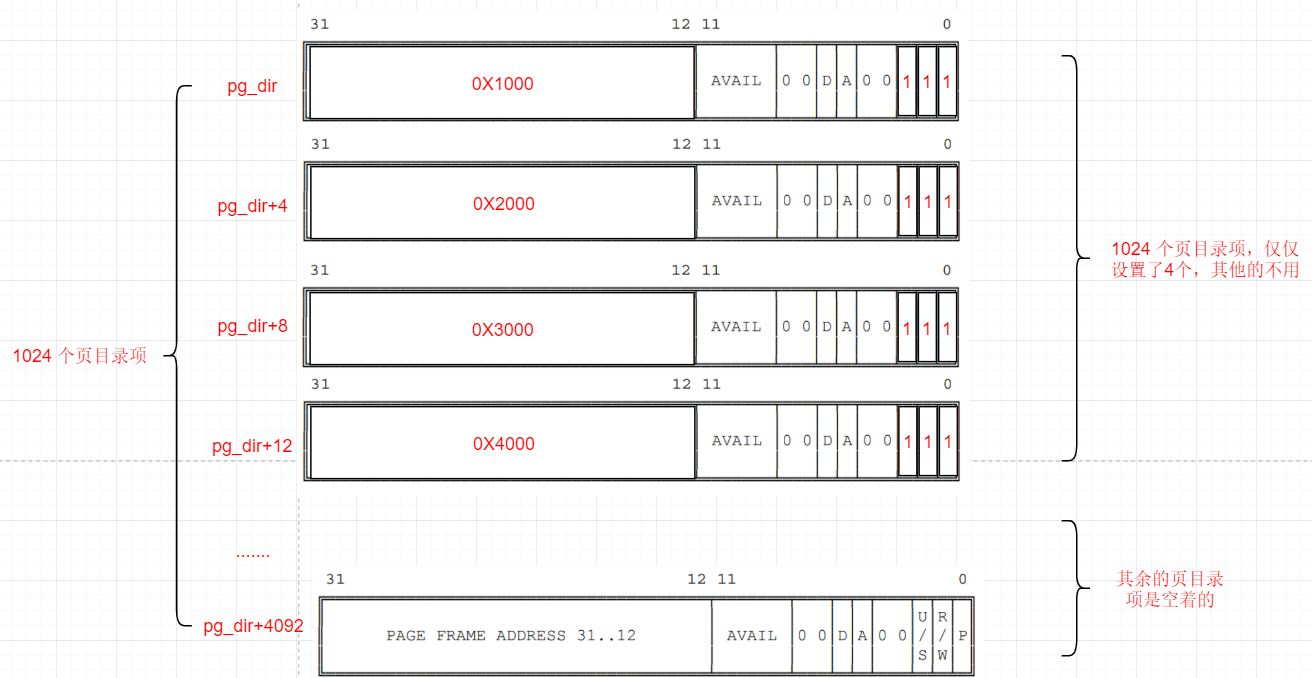 31 12 11 0
pg_dir 0X1000 AVAIL 0 0 D A 0 0 1 1 1
31 12 11 0
pg_dir+4 0X2000 AVAIL 0 0 D A 0 0 1 1 1
1024 个页目录项，仅仅
设置了4个，其他的不用
31 12 11 0
pg_dir+8 0X3000 AVAIL 0 0 D A 0 0 1 1 1
1024 个页目录项
31 12 11 0
pg_dir+12 0X4000 AVAIL 0 0 D A 0 0 1 1 1
.......
31 12 11 0
其余的页目录
项是空着的
pg_dir+4092 PAGE FRAME ADDRESS 31..12 AVAIL 0 0 D A 0 0 U/S R/W P